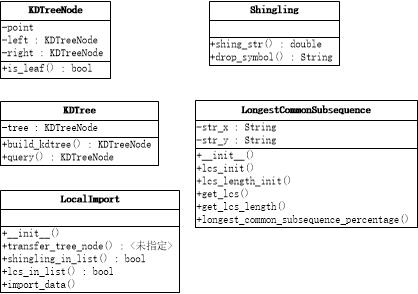 KDTreeNode
-point
-left : KDTreeNode
-right : KDTreeNode
+is_leaf() : bool
Shingling
+shing_str() : double
+drop_symbol() : String
KDTree
-tree : KDTreeNode
+build_kdtree() : KDTreeNode
+query() : KDTreeNode
LongestCommonSubsequence
-str_x : String
-str_y : String
+__init__()
+lcs_init()
+lcs_length_init()
+get_lcs()
+get_lcs_length()
+longest_common_subsequence_percentage()
LocalImport
+__init__()
+transfer_tree_node() : <未指定>
+shingling_in_list() : bool
+lcs_in_list() : bool
+import_data()